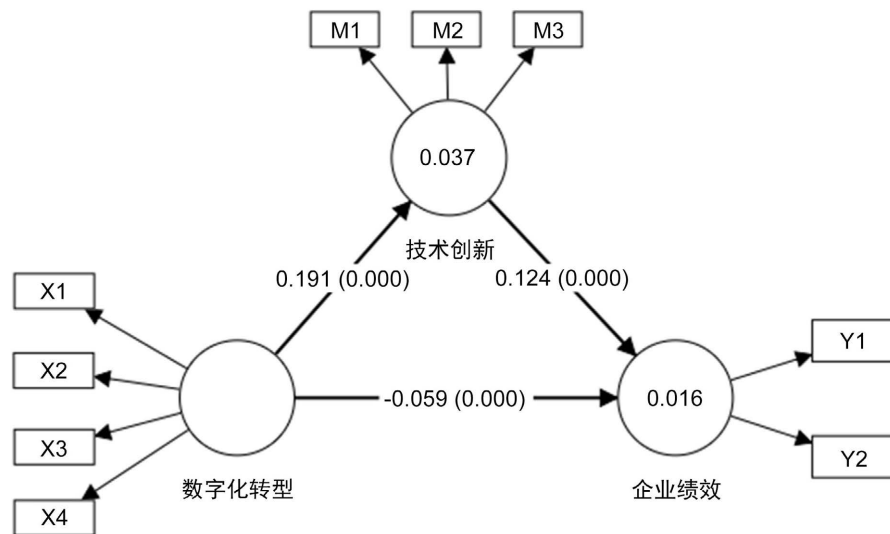 M1
M2
M3
0.037
技术创新
0.191 (0.000)
0.124 (0.000)
X1
X2
X3
X4
-0.059 (0.000)
0.016
Y1
Y2
数字化转型
企业绩效